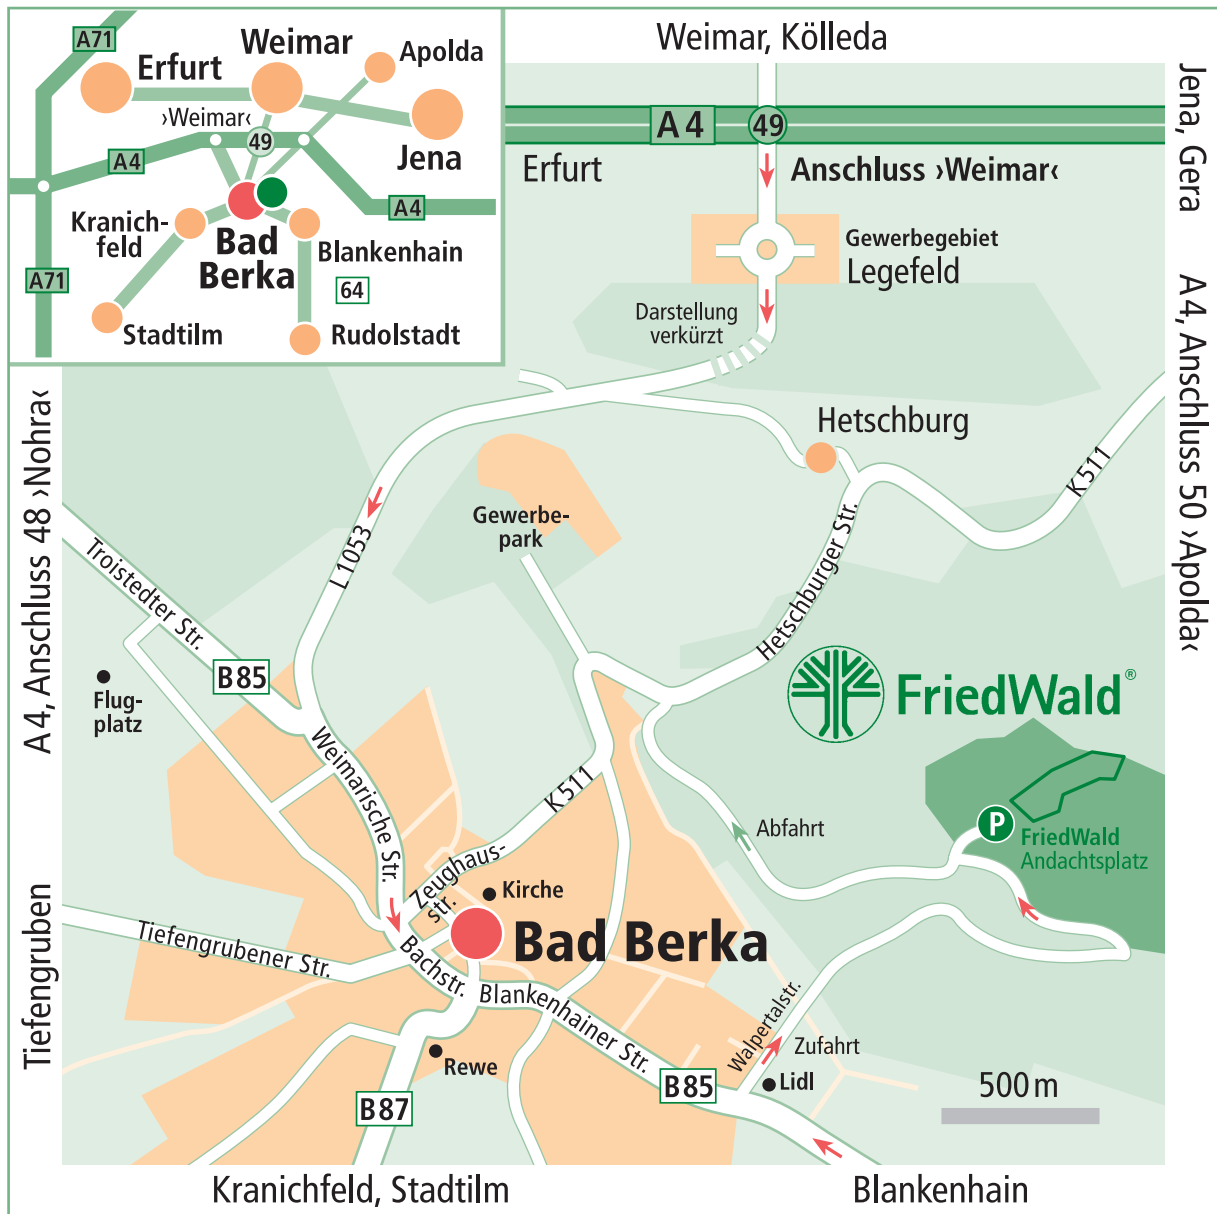 A71
Weimar
Apolda
Erfurt
›Weimar‹
49
A4
Jena
A4
Kranich-
feld
Bad
Berka
Blankenhain
A71
64
Stadtilm
Rudolstadt
Weimar, Kölleda
A 4
49
Erfurt
Anschluss ›Weimar‹
Jena, Gera
Gewerbegebiet
Legefeld
Darstellung
verkürzt
A 4, Anschluss 50 ›Apolda‹
Hetschburg
K 511
A 4, Anschluss 48 ›Nohra‹
Gewerbe-
park
L 1053
Hetschburger Str.
Troistedter Str.
B 85
Flug-
platz
FriedWald®
Weimarische Str.
K 511
Abfahrt
P
FriedWald
Andachtsplatz
Zeughaus-
str.
Kirche
Bad Berka
Tiefengruben
Tiefengrubener Str.
Bachstr.
Blankenhainer Str.
Walpertalstr.
Zufahrt
Rewe
Lidl
B 85
B 87
500 m
Kranichfeld, Stadtilm
Blankenhain